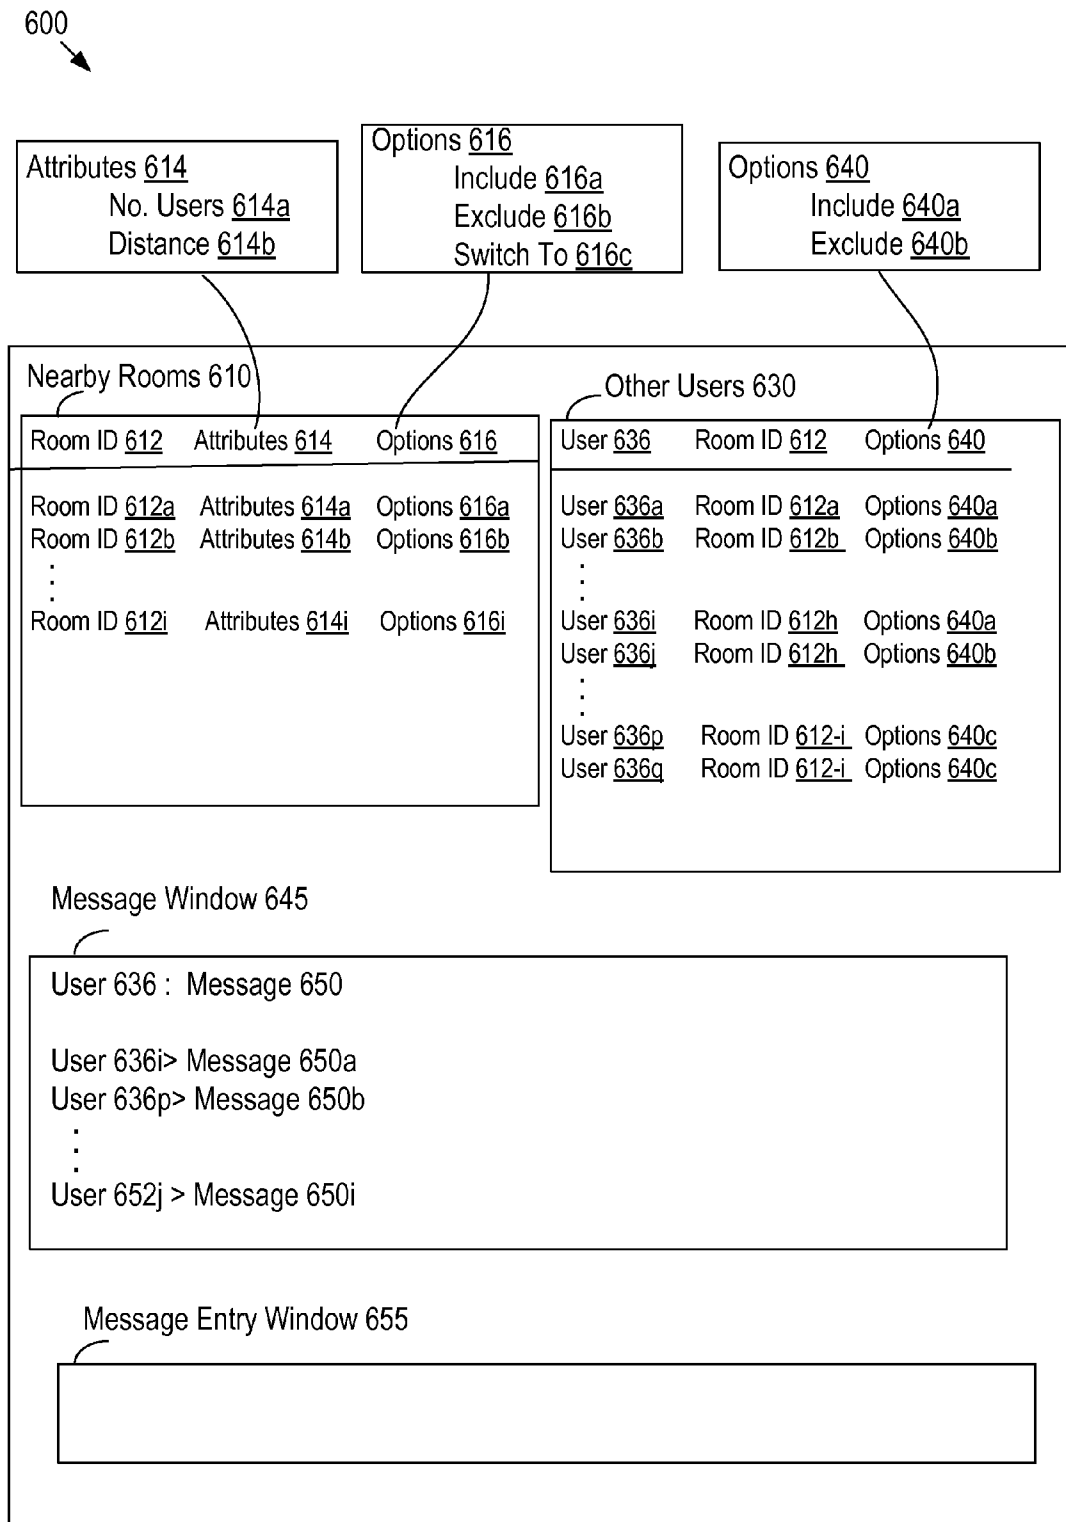 600
Attributes 614
No. Users 614a
Distance 614b
Options 616
Include 616a
Exclude 616b
Switch To 616c
Options 640
Include 640a
Exclude 640b
Nearby Rooms 610
Room ID 612 Attributes 614 Options 616
Room ID 612a Attributes 614a Options 616a
Room ID 612b Attributes 614b Options 616b
Room ID 612i Attributes 614i Options 616i
Other Users 630
User 636 Room ID 612 Options 640
User 636a Room ID 612a Options 640a
User 636b Room ID 612b Options 640b
User 636i Room ID 612h Options 640a
User 636j Room ID 612h Options 640b
User 636p Room ID 612-i Options 640c
User 636q Room ID 612-i Options 640c
Message Window 645
User 636 : Message 650
User 636i> Message 650a
User 636p> Message 650b
User 652j > Message 650i
Message Entry Window 655